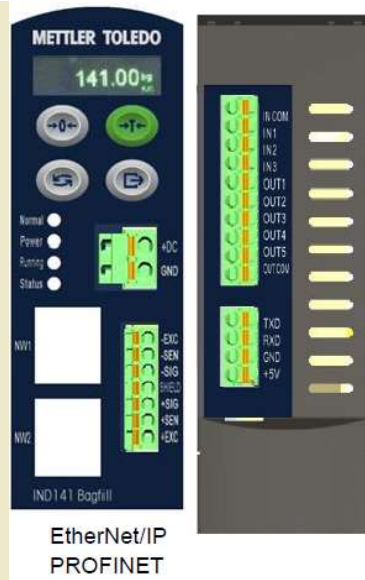 METTLER TOLEDO
141.00 kg
Normal
Power
Running
Status
+DC
GND
NW1
NW2
-EXC
-SEN
-SIG
SHIELD
+SIG
+SEN
+EXC
IND141 Bagfill
EtherNet/IP
PROFINET
IN COM
IN1
IN2
IN3
OUT1
OUT2
OUT3
OUT4
OUT5
OUT COM
TXD
RXD
GND
+5V